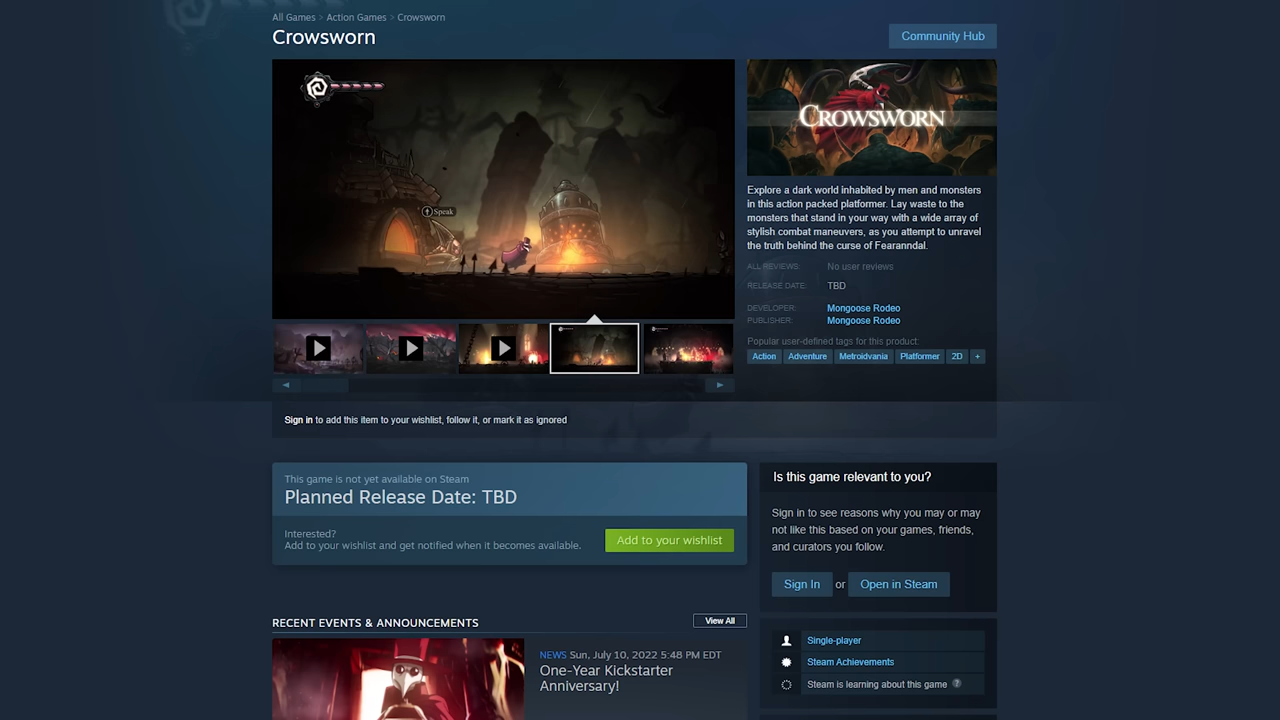 All Games > Action Games > Crowsworn
Crowsworn
Community Hub
Speak
CROWSWORN
Explore a dark world inhabited by men and monsters
in this action packed platformer. Lay waste to the
monsters that stand in your way with a wide array of
stylish combat maneuvers, as you attempt to unravel
the truth behind the curse of Fearanndal.
ALL REVIEWS: No user reviews
RELEASE DATE: TBD
DEVELOPER: Mongoose Rodeo
PUBLISHER: Mongoose Rodeo
Popular user-defined tags for this product:
Action Adventure Metroidvania Platformer 2D +
Sign in to add this item to your wishlist, follow it, or mark it as ignored
This game is not yet available on Steam
Planned Release Date: TBD
Interested?
Add to your wishlist and get notified when it becomes available.
Add to your wishlist
Is this game relevant to you?
Sign in to see reasons why you may or may
not like this based on your games, friends,
and curators you follow.
Sign In or Open in Steam
RECENT EVENTS & ANNOUNCEMENTS
View All
NEWS Sun, July 10, 2022 5:48 PM EDT
One-Year Kickstarter
Anniversary!
Single-player
Steam Achievements
Steam is learning about this game ?